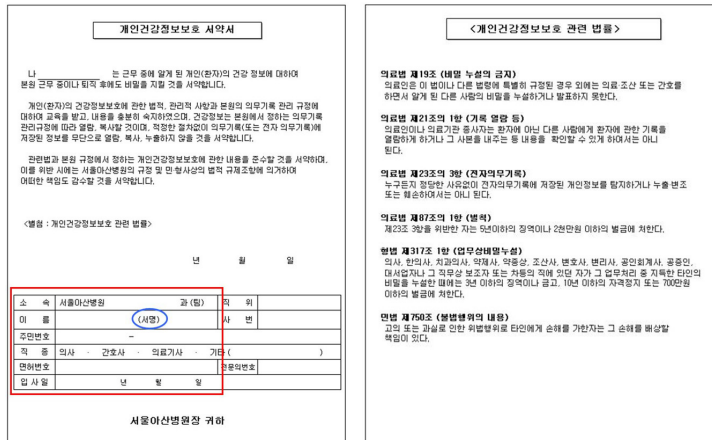 개인건강정보보호 서약서
나 는 근무 중에 알게 된 개인(환자)의 건강 정보에 대하여
본원 근무 중이나 퇴직 후에도 비밀을 지킬 것을 서약합니다.
개인(환자)의 건강정보보호에 관한 법적, 관리적 사항과 본원의 의무기록 관리 규정에
대하여 교육을 받고, 내용을 충분히 숙지하였으며, 건강정보는 본원에서 정하는 의무기록
관리규정에 따라 열람, 복사할 것이며, 적정한 절차없이 의무기록(또는 전자 의무기록)에
저장된 정보를 무단으로 열람, 복사, 누출하지 않을 것을 서약합니다.
관련법과 본원 규정에서 정하는 개인건강정보보호에 관한 내용을 준수할 것을 서약하며,
이를 위반 시에는 서울아산병원의 규정 및 민·형사상의 법적 규제조항에 의거하여
어떠한 책임도 감수할 것을 서약합니다.
<별첨 : 개인건강정보보호 관련 법률>
년 월 일
소 속 서울아산병원 과 (팀) 직 위
이 름 (서명) 사 번
주민번호 –
직 종 의사 · 간호사 · 의료기사 · 기타 ( )
면허번호 전문의번호
입 사 일 년 월 일
서울아산병원장 귀하
<개인건강정보보호 관련 법률>
의료법 제19조 (비밀 누설의 금지)
의료인은 이 법이나 다른 법령에 특별히 규정된 경우 외에는 의료·조산 또는 간호를
하면서 알게 된 다른 사람의 비밀을 누설하거나 발표하지 못한다.
의료법 제21조의 1항 (기록 열람 등)
의료인이나 의료기관 종사자는 환자에 아닌 다른 사람에게 환자에 관한 기록을
열람하게 하거나 그 사본을 내주는 등 내용을 확인할 수 있게 하여서는 아니
된다.
의료법 제23조의 3항 (전자의무기록)
누구든지 정당한 사유없이 전자의무기록에 저장된 개인정보를 탐지하거나 누출·변조
또는 훼손하여서는 아니 된다.
의료법 제87조의 1항 (벌칙)
제23조 3항을 위반한 자는 5년이하의 징역이나 2천만원 이하의 벌금에 처한다.
형법 제317조 1항 (업무상비밀누설)
의사, 한의사, 치과의사, 약제사, 약종상, 조산사, 변호사, 변리사, 공인회계사, 공증인,
대서업자나 그 직무상 보조자 또는 차등의 직에 있던 자가 그 업무처리 중 지득한 타인의
비밀을 누설한 때에는 3년 이하의 징역이나 금고, 10년 이하의 자격정지 또는 700만원
이하의 벌금에 처한다.
민법 제750조 (불법행위의 내용)
고의 또는 과실로 인한 위법행위로 타인에게 손해를 가한자는 그 손해를 배상할
책임이 있다.